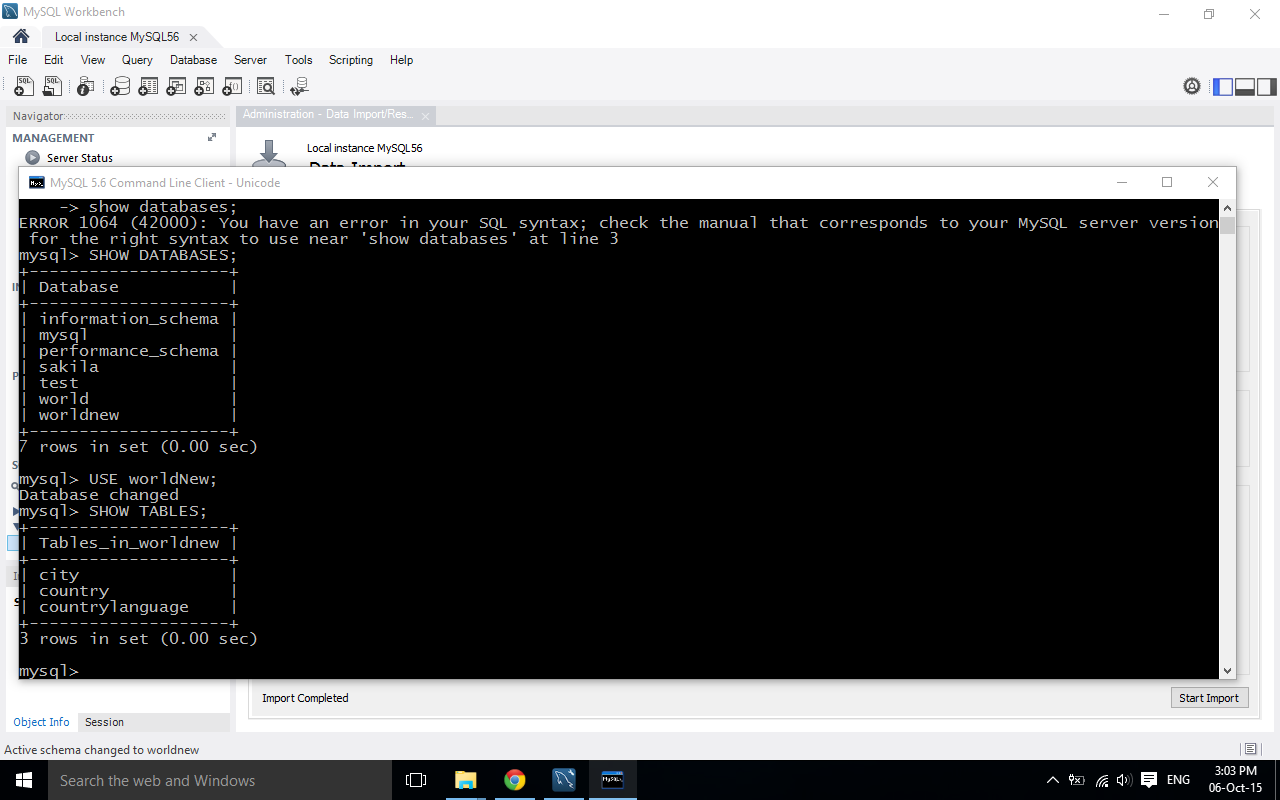 MySQL Workbench
Local instance MySQL56
File Edit View Query Database Server Tools Scripting Help
Navigator
MANAGEMENT
Server Status
Administration - Data Import/Res...
Local instance MySQL56
Data Import
MySQL 5.6 Command Line Client - Unicode
    -> show databases;
ERROR 1064 (42000): You have an error in your SQL syntax; check the manual that corresponds to your MySQL server version
 for the right syntax to use near 'show databases' at line 3
mysql> SHOW DATABASES;
+--------------------+
| Database           |
+--------------------+
| information_schema |
| mysql              |
| performance_schema |
| sakila             |
| test               |
| world              |
| worldnew           |
+--------------------+
7 rows in set (0.00 sec)
mysql> USE worldNew;
Database changed
mysql> SHOW TABLES;
+--------------------+
| Tables_in_worldnew |
+--------------------+
| city               |
| country            |
| countrylanguage    |
+--------------------+
3 rows in set (0.00 sec)
mysql>
Import Completed
Start Import
Object Info Session
Active schema changed to worldnew
Search the web and Windows
ENG
3:03 PM
06-Oct-15